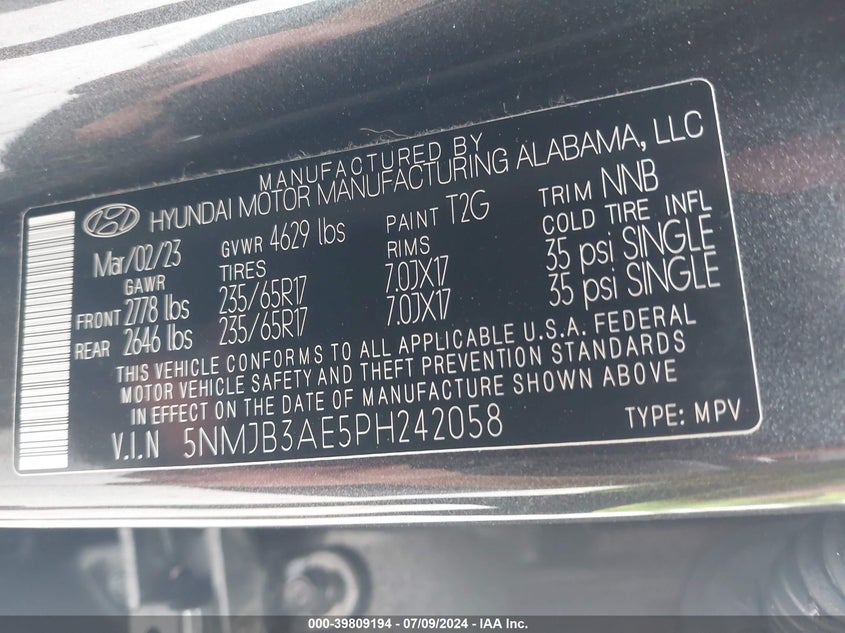 MANUFACTURED BY
HYUNDAI MOTOR MANUFACTURING ALABAMA, LLC
Mar/02/23 GVWR 4629 lbs PAINT T2G TRIM NNB
GAWR TIRES RIMS COLD TIRE INFL
FRONT 2778 lbs 235/65R17 7.0JX17 35 psi SINGLE
REAR 2646 lbs 235/65R17 7.0JX17 35 psi SINGLE
THIS VEHICLE CONFORMS TO ALL APPLICABLE U.S.A. FEDERAL
MOTOR VEHICLE SAFETY AND THEFT PREVENTION STANDARDS
IN EFFECT ON THE DATE OF MANUFACTURE SHOWN ABOVE
V.I.N 5NMJB3AE5PH242058 TYPE: MPV
000-39809194 - 07/09/2024 - IAA Inc.